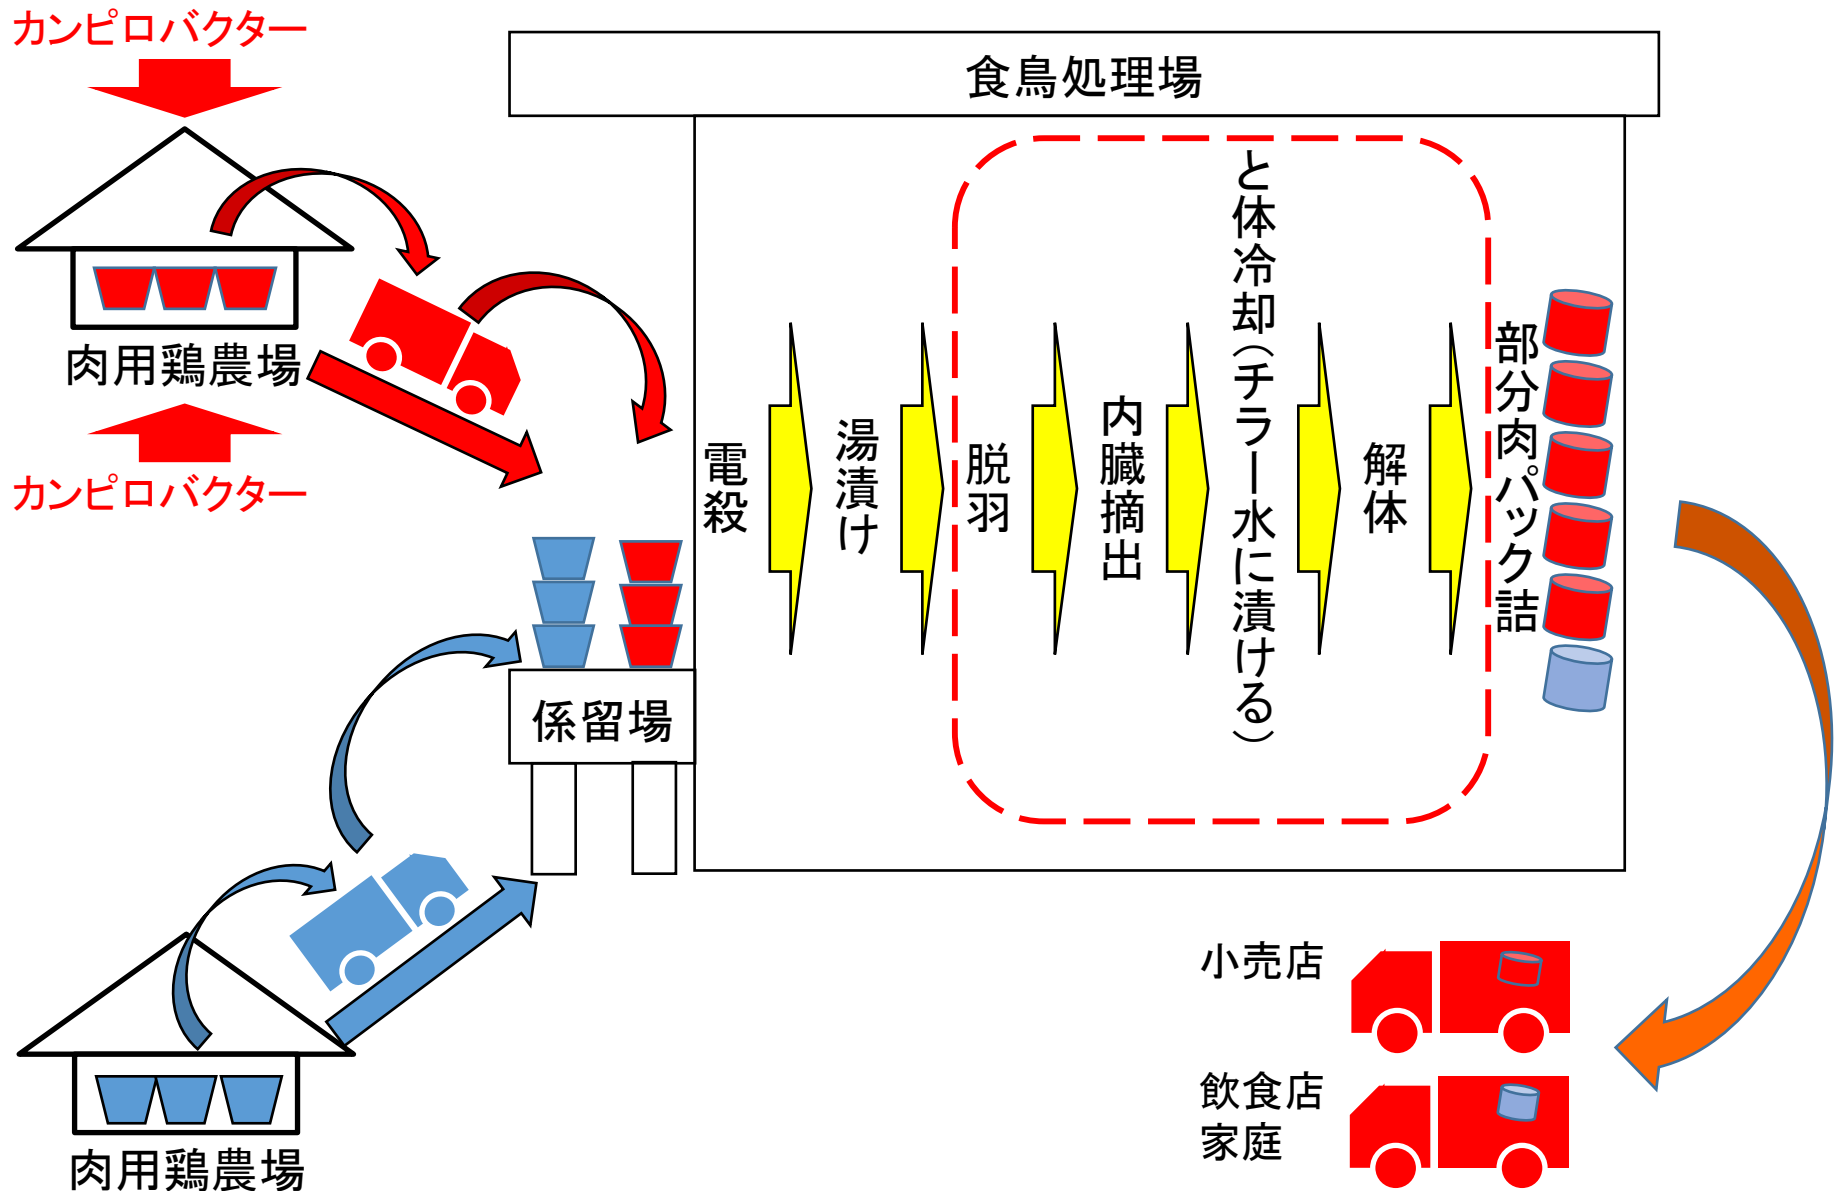 カンピロバクター
食鳥処理場
肉用鶏農場
カンピロバクター
電殺
湯漬け
脱羽
内臓摘出
と体冷却（チラー水に漬ける）
解体
部分肉パック詰
係留場
肉用鶏農場
小売店
飲食店
家庭